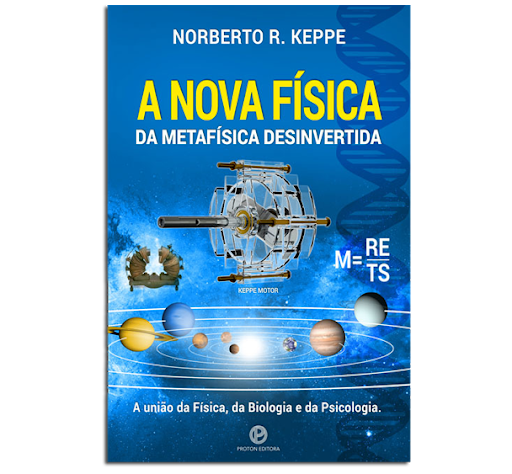 NORBERTO R. KEPPE
A NOVA FÍSICA
DA METAFÍSICA DESINVERTIDA
M= RE
TS
KEPPE MOTOR
A união da Física, da Biologia e da Psicologia.
PROTON EDITORA